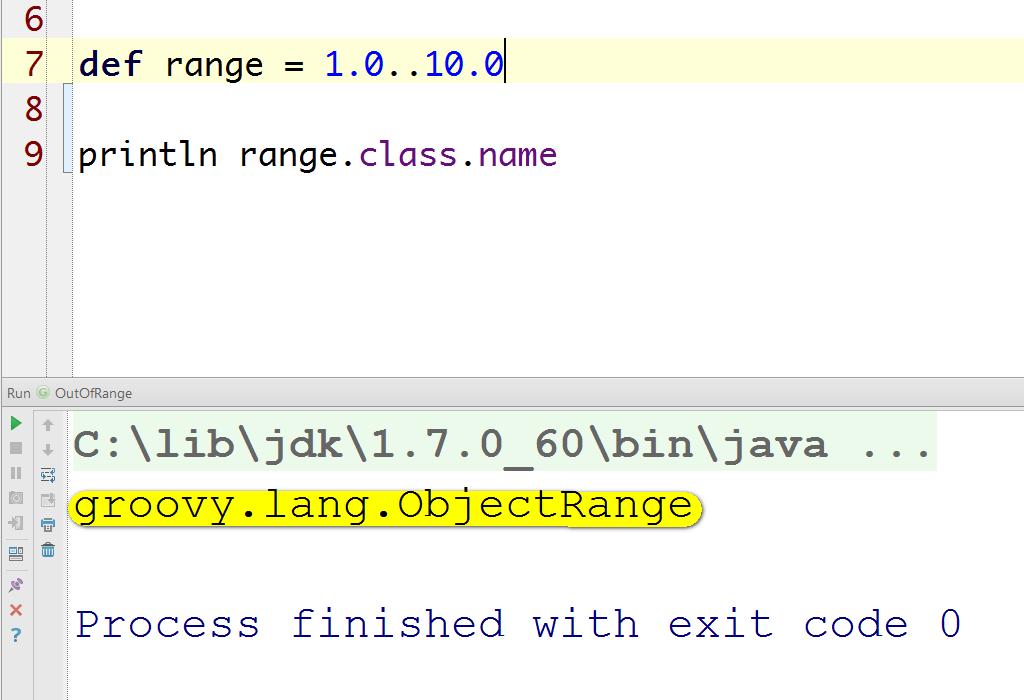 6
7 def range = 1.0..10.0
8
9 println range.class.name
Run G OutOfRange
C:\lib\jdk\1.7.0_60\bin\java ...
groovy.lang.ObjectRange
Process finished with exit code 0
?